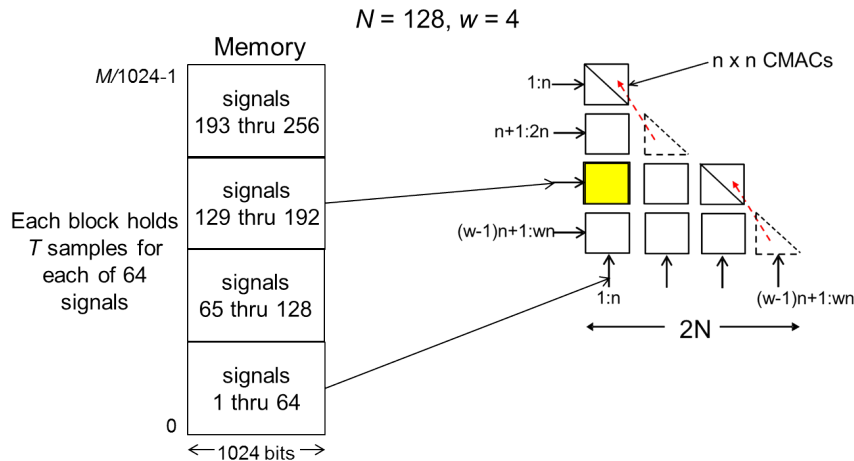 N = 128, w = 4
Memory
M/1024-1
signals
193 thru 256
signals
129 thru 192
signals
65 thru 128
signals
1 thru 64
0
1024 bits
Each block holds
T samples for
each of 64
signals
n x n CMACs
1:n
n+1:2n
(w-1)n+1:wn
1:n
(w-1)n+1:wn
2N